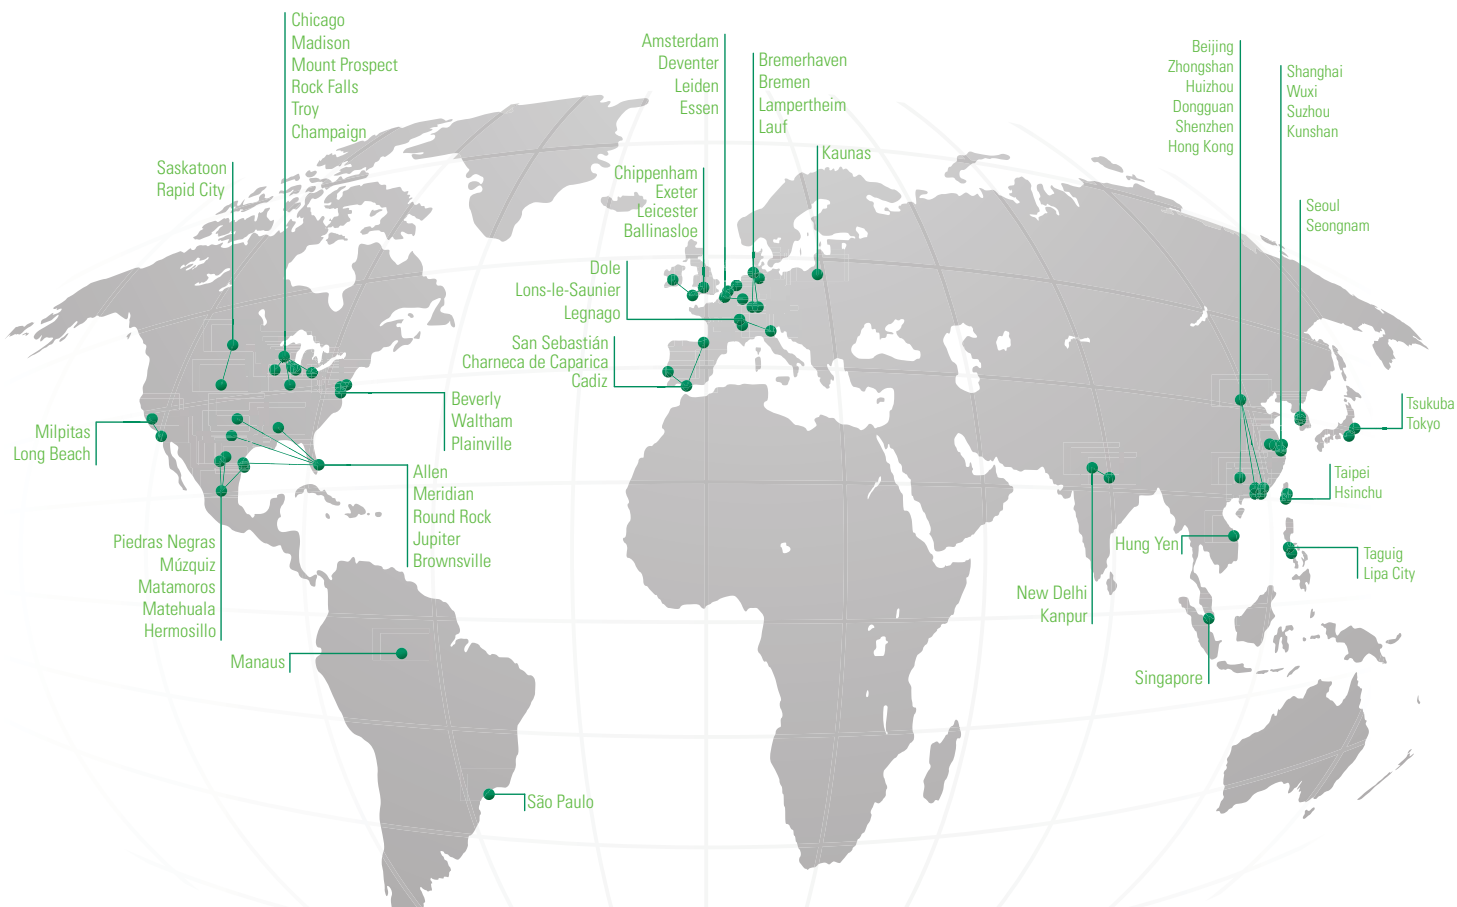 Chicago
Madison
Mount Prospect
Rock Falls
Troy
Champaign
Saskatoon
Rapid City
Amsterdam
Deventer
Leiden
Essen
Bremerhaven
Bremen
Lampertheim
Lauf
Kaunas
Chippenham
Exeter
Leicester
Ballinasloe
Dole
Lons-le-Saunier
Legnago
San Sebastián
Charneca de Caparica
Cadiz
Beijing
Zhongshan
Huizhou
Dongguan
Shenzhen
Hong Kong
Shanghai
Wuxi
Suzhou
Kunshan
Seoul
Seongnam
Tsukuba
Tokyo
Milpitas
Long Beach
Beverly
Waltham
Plainville
Allen
Meridian
Round Rock
Jupiter
Brownsville
Piedras Negras
Múzquiz
Matamoros
Matehuala
Hermosillo
Manaus
São Paulo
Taipei
Hsinchu
Hung Yen
Taguig
Lipa City
New Delhi
Kanpur
Singapore